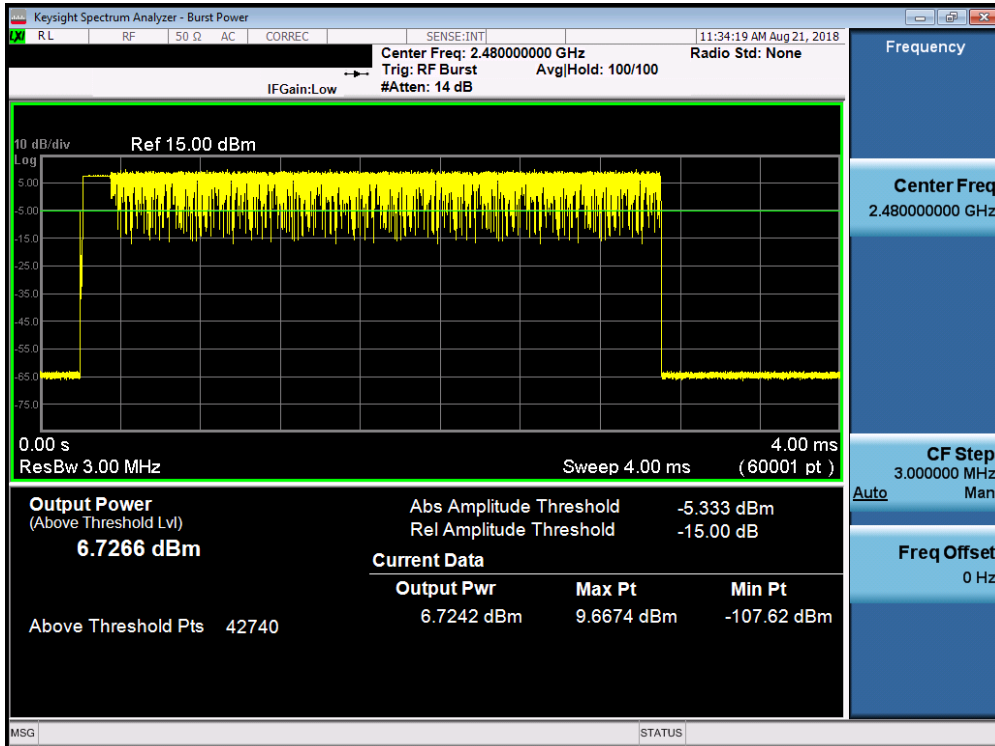 Keysight Spectrum Analyzer - Burst Power
LXI RL RF 50 Ω AC CORREC SENSE:INT 11:34:19 AM Aug 21, 2018
Center Freq: 2.480000000 GHz Radio Std: None
Trig: RF Burst Avg|Hold: 100/100
IFGain:Low #Atten: 14 dB
10 dB/div Ref 15.00 dBm
Log
5.00
-5.00
-15.0
-25.0
-35.0
-45.0
-55.0
-65.0
-75.0
0.00 s 4.00 ms
ResBw 3.00 MHz Sweep 4.00 ms (60001 pt)
Output Power
(Above Threshold Lvl)
6.7266 dBm
Above Threshold Pts 42740
Abs Amplitude Threshold -5.333 dBm
Rel Amplitude Threshold -15.00 dB
Current Data
Output Pwr Max Pt Min Pt
6.7242 dBm 9.6674 dBm -107.62 dBm
Frequency
Center Freq
2.480000000 GHz
CF Step
3.000000 MHz
Auto Man
Freq Offset
0 Hz
MSG STATUS